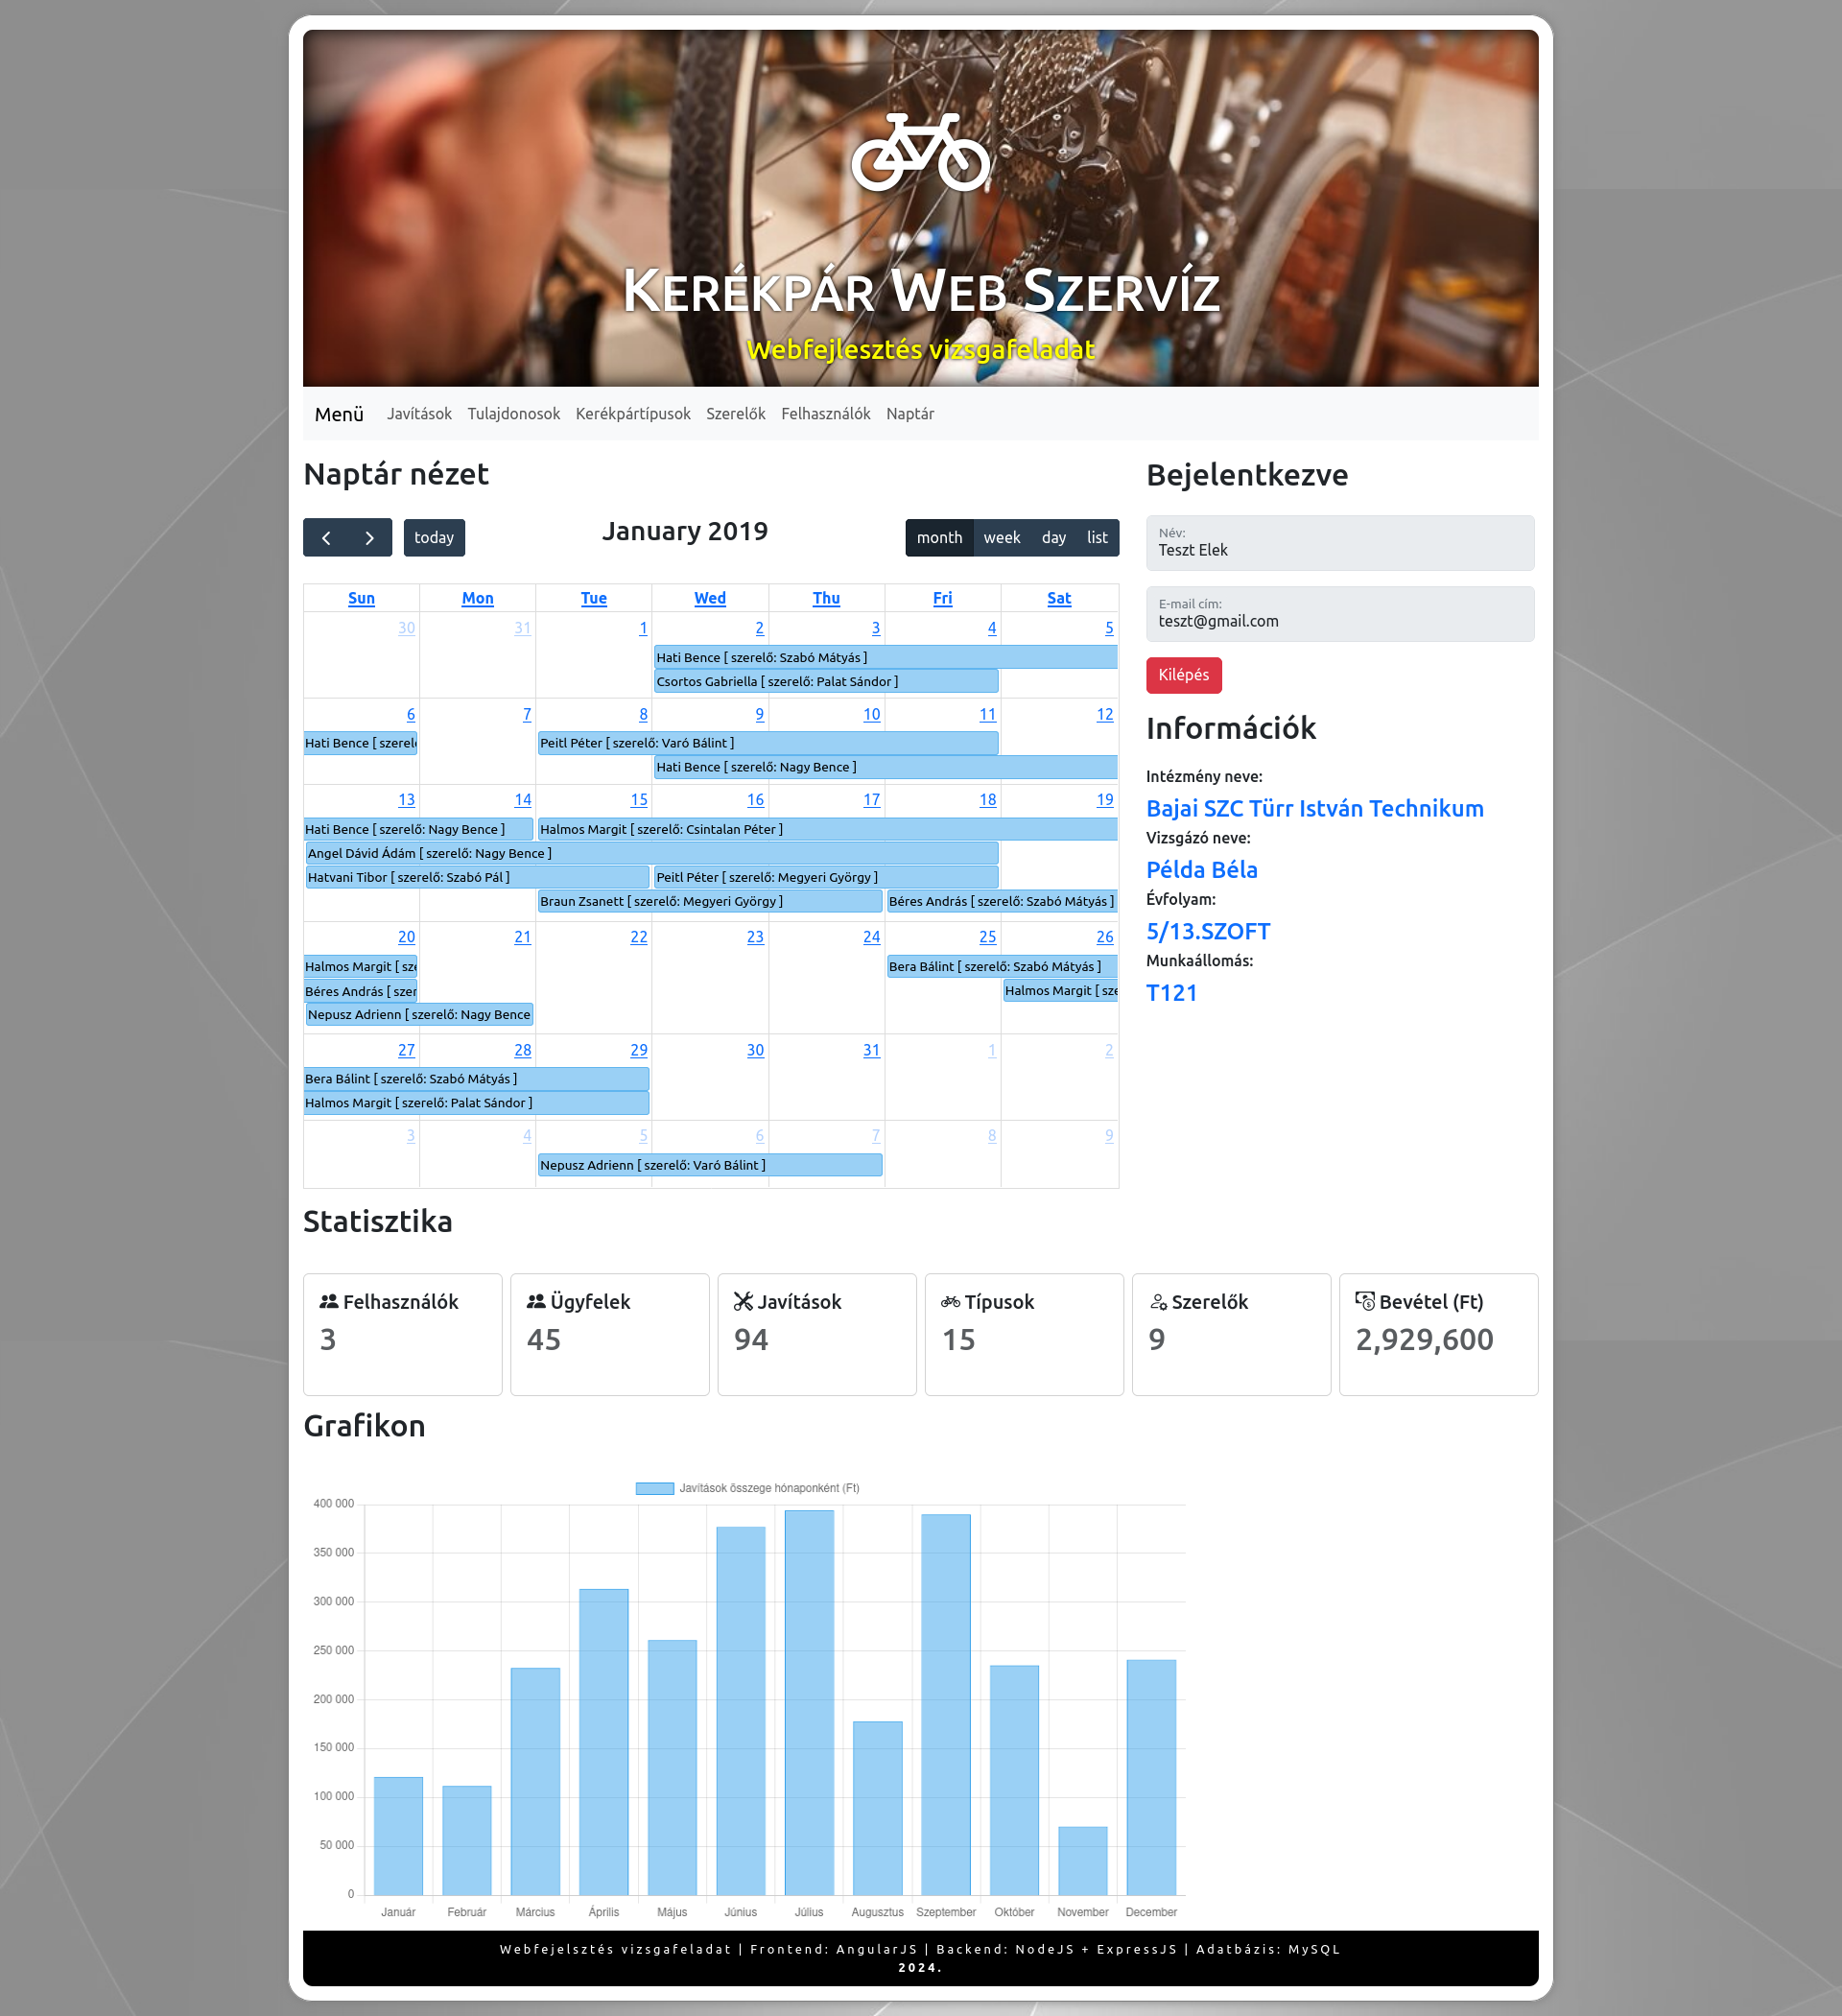 KERÉKPÁR WEB SZERVÍZ
Webfejlesztés vizsgafeladat
Menü Javítások Tulajdonosok Kerékpártípusok Szerelők Felhasználók Naptár
Naptár nézet
today
January 2019
month week day list
Sun Mon Tue Wed Thu Fri Sat
30 31 1 2 3 4 5
Hati Bence [ szerelő: Szabó Mátyás ]
Csortos Gabriella [ szerelő: Palat Sándor ]
6 7 8 9 10 11 12
Hati Bence [ szerel
Peitl Péter [ szerelő: Varó Bálint ]
Hati Bence [ szerelő: Nagy Bence ]
13 14 15 16 17 18 19
Hati Bence [ szerelő: Nagy Bence ]
Halmos Margit [ szerelő: Csintalan Péter ]
Angel Dávid Ádám [ szerelő: Nagy Bence ]
Hatvani Tibor [ szerelő: Szabó Pál ]
Peitl Péter [ szerelő: Megyeri György ]
Braun Zsanett [ szerelő: Megyeri György ]
Béres András [ szerelő: Szabó Mátyás ]
20 21 22 23 24 25 26
Halmos Margit [ sze
Bera Bálint [ szerelő: Szabó Mátyás ]
Béres András [ szer
Halmos Margit [ sze
Nepusz Adrienn [ szerelő: Nagy Bence
27 28 29 30 31 1 2
Bera Bálint [ szerelő: Szabó Mátyás ]
Halmos Margit [ szerelő: Palat Sándor ]
3 4 5 6 7 8 9
Nepusz Adrienn [ szerelő: Varó Bálint ]
Bejelentkezve
Név:
Teszt Elek
E-mail cím:
teszt@gmail.com
Kilépés
Információk
Intézmény neve:
Bajai SZC Türr István Technikum
Vizsgázó neve:
Példa Béla
Évfolyam:
5/13.SZOFT
Munkaállomás:
T121
Statisztika
Felhasználók
3
Ügyfelek
45
Javítások
94
Típusok
15
Szerelők
9
Bevétel (Ft)
2,929,600
Grafikon
Javítások összege hónaponként (Ft)
400 000
350 000
300 000
250 000
200 000
150 000
100 000
50 000
0
Január Február Március Április Május Június Július Augusztus Szeptember Október November December
Webfejelsztés vizsgafeladat | Frontend: AngularJS | Backend: NodeJS + ExpressJS | Adatbázis: MySQL
2024.